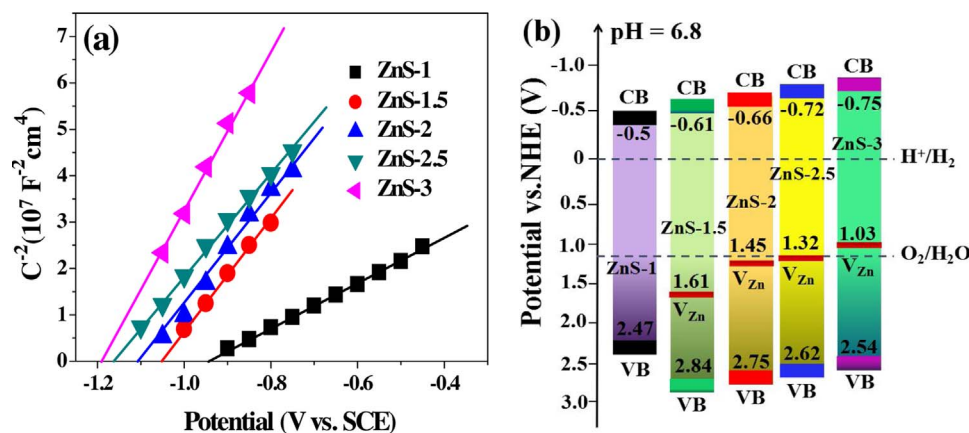 (a)
ZnS-1
ZnS-1.5
ZnS-2
ZnS-2.5
ZnS-3
7
6
5
4
3
2
1
0
C⁻²(10⁷ F⁻²cm⁴)
-1.2 -1.0 -0.8 -0.6 -0.4
Potential (V vs. SCE)
(b)
pH = 6.8
Potential vs.NHE (V)
-1.0
-0.5
0
0.5
1.0
1.5
2.0
2.5
3.0
CB
-0.5
ZnS-1
2.47
VB
CB
-0.61
ZnS-1.5
1.61
V_Zn
2.84
VB
CB
-0.66
ZnS-2
1.45
V_Zn
2.75
VB
CB
-0.72
ZnS-2.5
1.32
V_Zn
2.62
VB
CB
-0.75
ZnS-3
1.03
V_Zn
2.54
VB
H⁺/H₂
O₂/H₂O